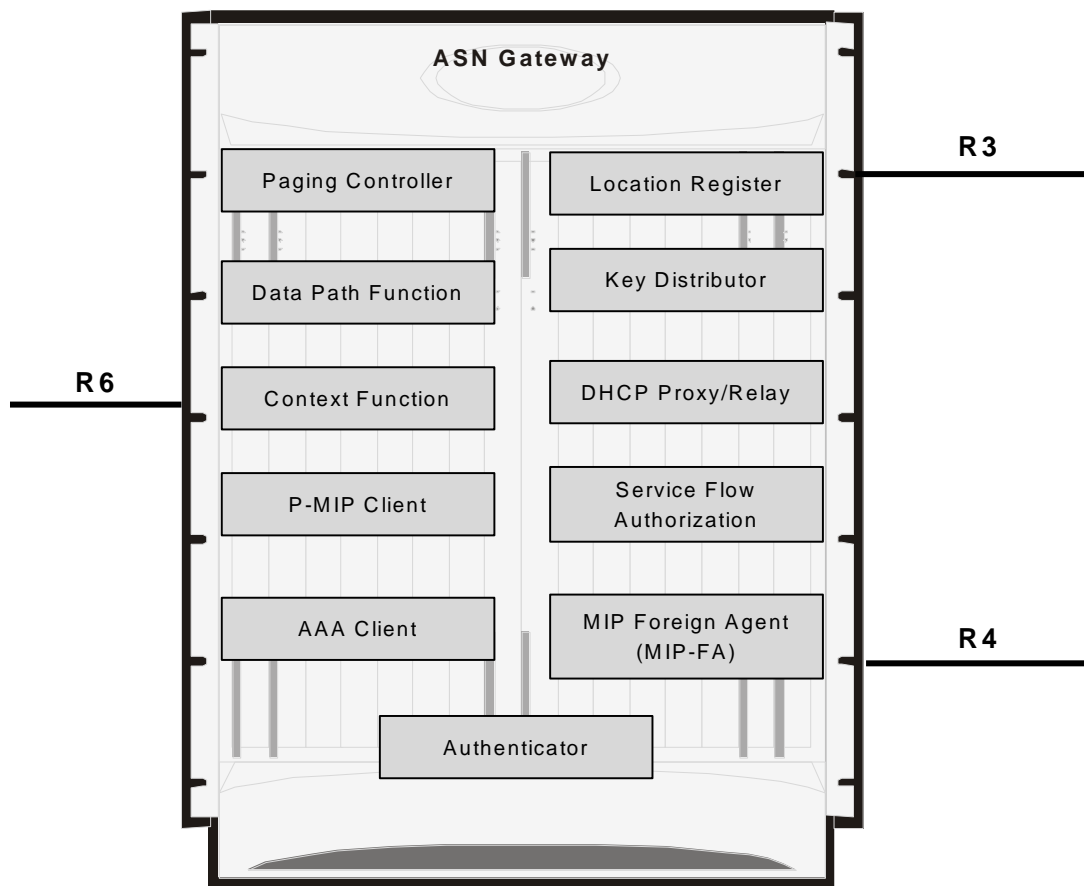 ASN Gateway
R3
Paging Controller
Location Register
Data Path Function
Key Distributor
R6
Context Function
DHCP Proxy/Relay
P-MIP Client
Service Flow
Authorization
AAA Client
MIP Foreign Agent
(MIP-FA)
R4
Authenticator